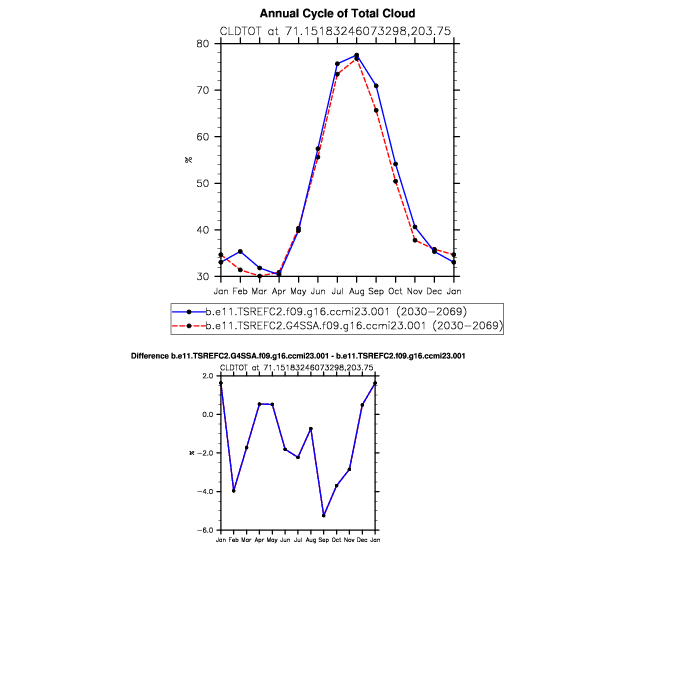 Annual Cycle of Total Cloud
CLDTOT at 71.15183246073298,203.75
80
70
60
50
40
30
%
Jan Feb Mar Apr May Jun Jul Aug Sep Oct Nov Dec Jan
b.e11.TSREFC2.f09.g16.ccmi23.001 (2030-2069)
b.e11.TSREFC2.G4SSA.f09.g16.ccmi23.001 (2030-2069)
Difference b.e11.TSREFC2.G4SSA.f09.g16.ccmi23.001 - b.e11.TSREFC2.f09.g16.ccmi23.001
CLDTOT at 71.15183246073298,203.75
2.0
0.0
-2.0
-4.0
-6.0
%
Jan Feb Mar Apr May Jun Jul Aug Sep Oct Nov Dec Jan